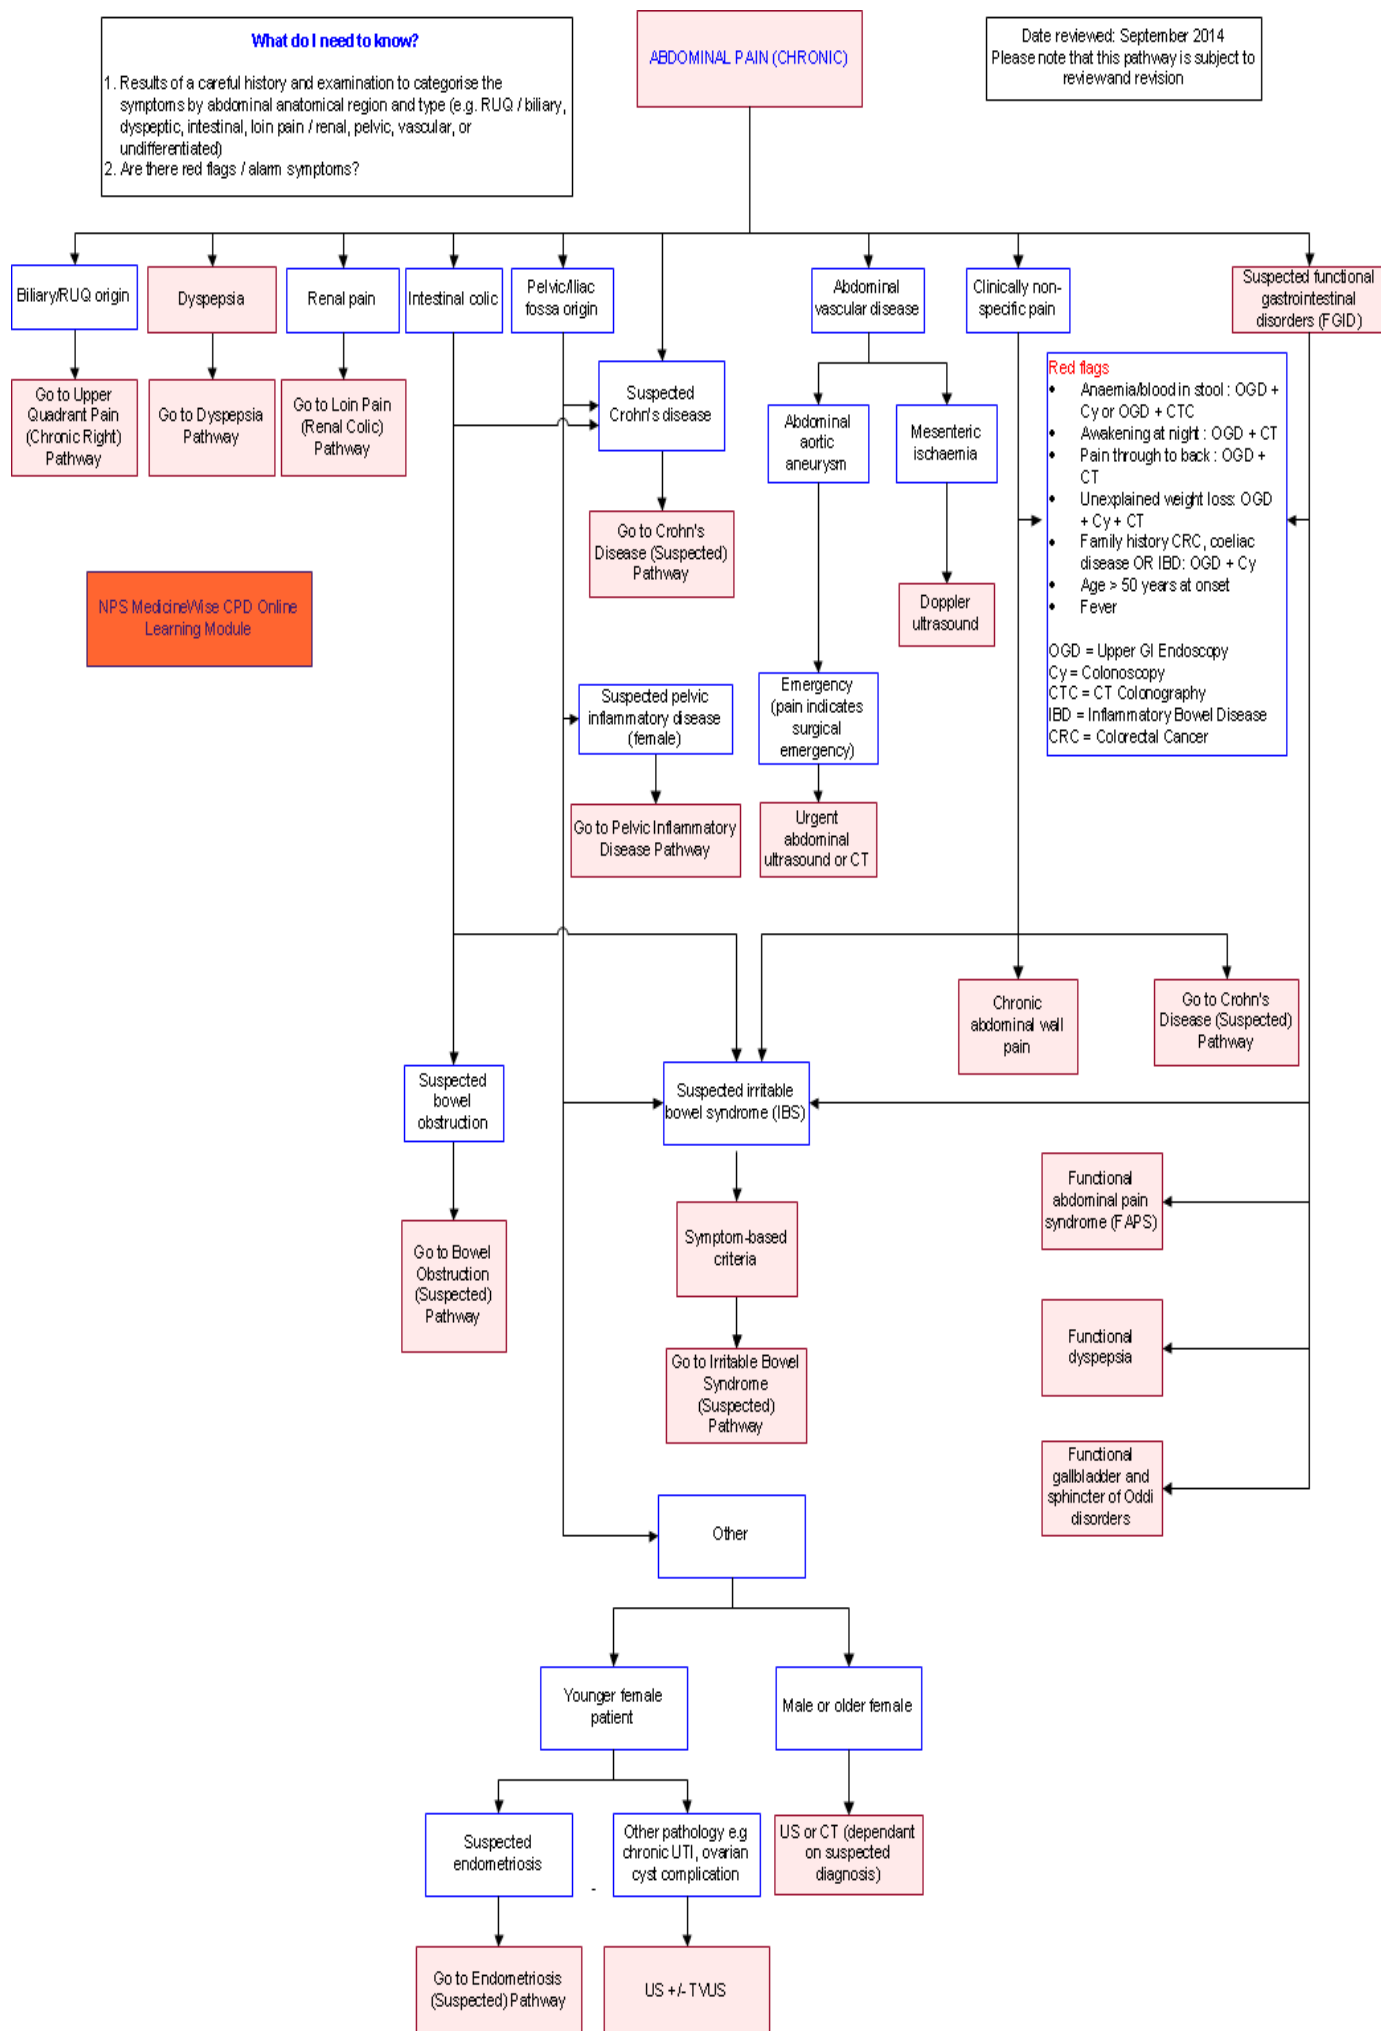 What do I need to know?
1. Results of a careful history and examination to categorise the
symptoms by abdominal anatomical region and type (e.g. RUQ / biliary,
dyspeptic, intestinal, loin pain / renal, pelvic, vascular, or
undifferentiated)
2. Are there red flags / alarm symptoms?
ABDOMINAL PAIN (CHRONIC)
Date reviewed: September 2014
Please note that this pathway is subject to
reviewand revision
Biliary/RUQ origin
Dyspepsia
Renal pain
Intestinal colic
Pelvic/Iliac
fossa origin
Abdominal
vascular disease
Clinically non-
specific pain
Suspected functional
gastrointestinal
disorders (FGID)
Go to Upper
Quadrant Pain
(Chronic Right)
Pathway
Go to Dyspepsia
Pathway
Go to Loin Pain
(Renal Colic)
Pathway
Suspected
Crohn's disease
Abdominal
aortic
aneurysm
Mesenteric
ischaemia
Red flags
• Anaemia/blood in stool : OGD +
Cy or OGD + CTC
• Awakening at night : OGD + CT
• Pain through to back : OGD +
CT
• Unexplained weight loss: OGD
+ Cy + CT
• Family history CRC, coeliac
disease OR IBD: OGD + Cy
• Age > 50 years at onset
• Fever
OGD = Upper GI Endoscopy
Cy = Colonoscopy
CTC = CT Colonography
IBD = Inflammatory Bowel Disease
CRC = Colorectal Cancer
Go to Crohn's
Disease (Suspected)
Pathway
NPS MedicineWise CPD Online
Learning Module
Doppler
ultrasound
Suspected pelvic
inflammatory disease
(female)
Emergency
(pain indicates
surgical
emergency)
Go to Pelvic Inflammatory
Disease Pathway
Urgent
abdominal
ultrasound or CT
Chronic
abdominal wall
pain
Go to Crohn's
Disease (Suspected)
Pathway
Suspected
bowel
obstruction
Suspected irritable
bowel syndrome (IBS)
Functional
abdominal pain
syndrome (FAPS)
Go to Bowel
Obstruction
(Suspected)
Pathway
Symptom-based
criteria
Functional
dyspepsia
Go to Irritable Bowel
Syndrome
(Suspected)
Pathway
Functional
gallbladder and
sphincter of Oddi
disorders
Other
Younger female
patient
Male or older female
Suspected
endometriosis
-
Other pathology e.g
chronic UTI, ovarian
cyst complication
US or CT (dependant
on suspected
diagnosis)
Go to Endometriosis
(Suspected) Pathway
US +/- TVUS